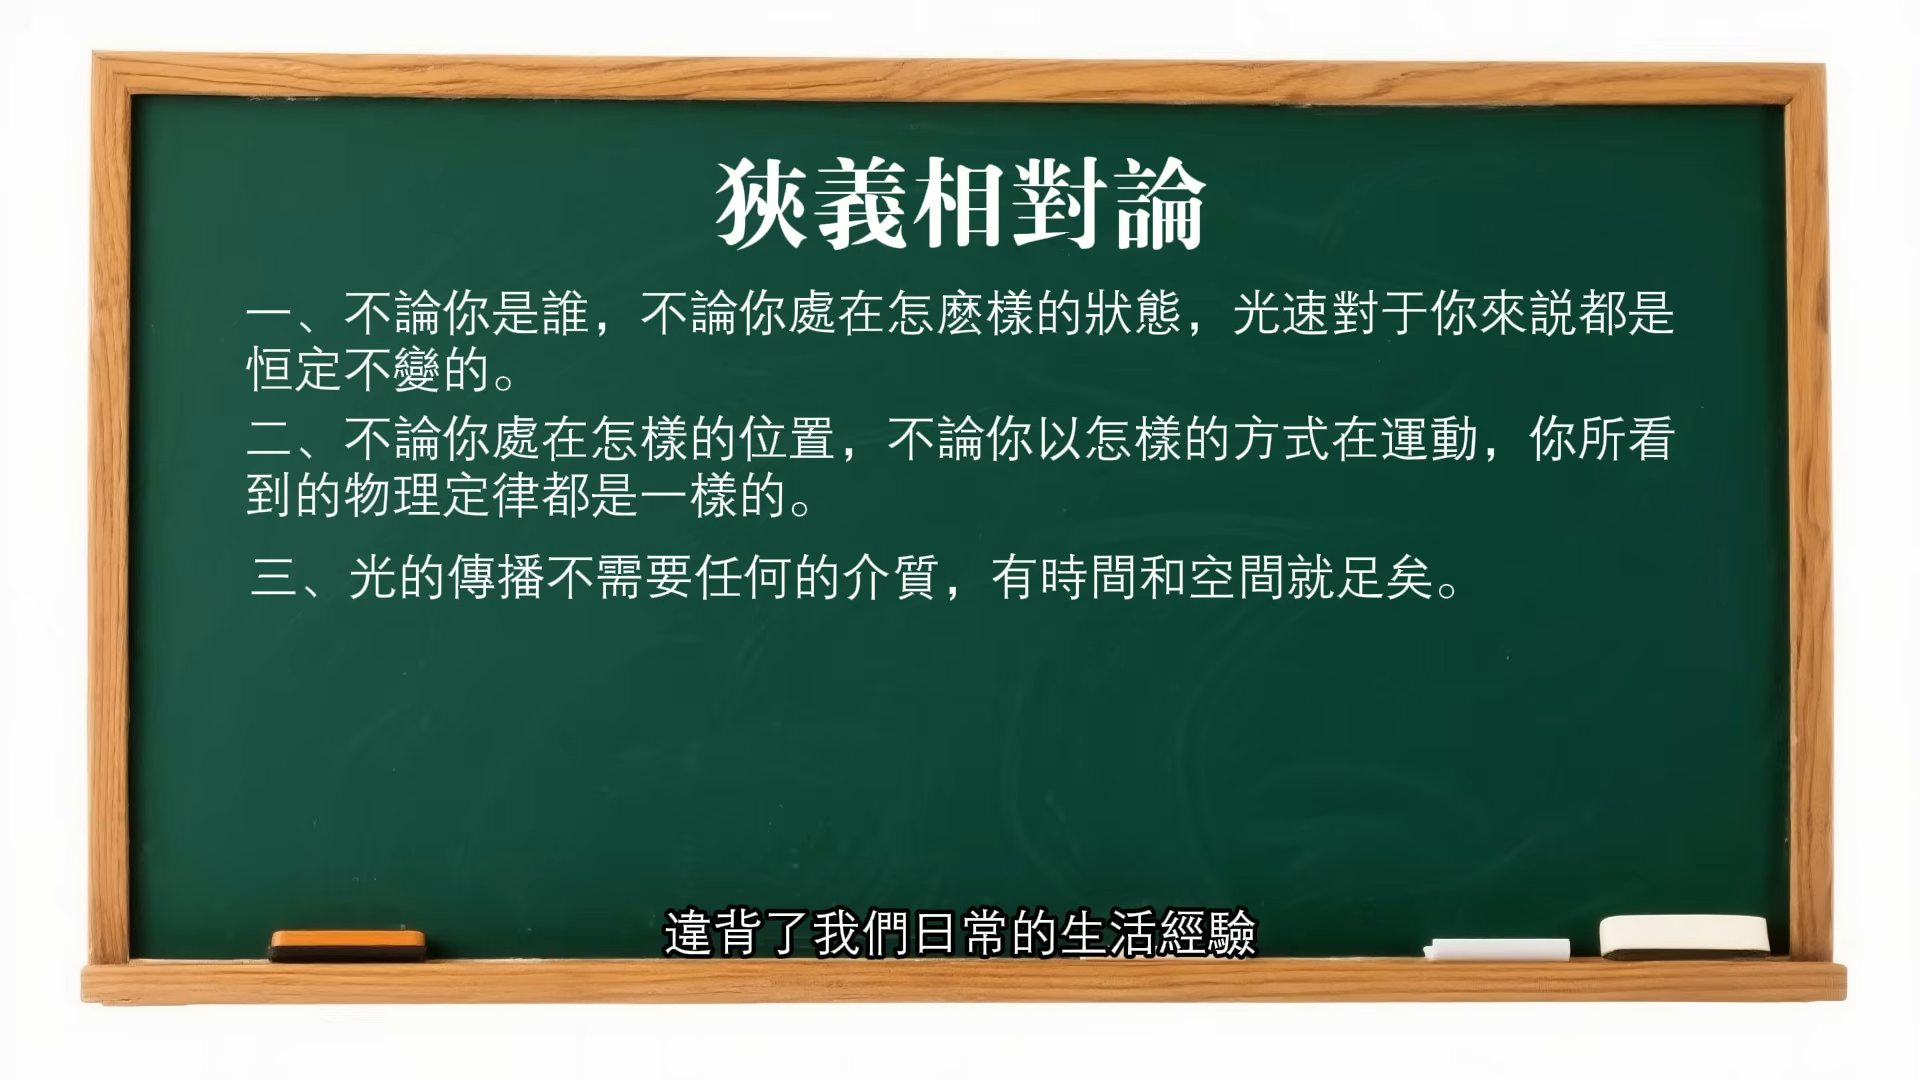 狹義相對論
一、不論你是誰，不論你處在怎麽樣的狀態，光速對于你來説都是
恒定不變的。
二、不論你處在怎樣的位置，不論你以怎樣的方式在運動，你所看
到的物理定律都是一樣的。
三、光的傳播不需要任何的介質，有時間和空間就足矣。
違背了我們日常的生活經驗